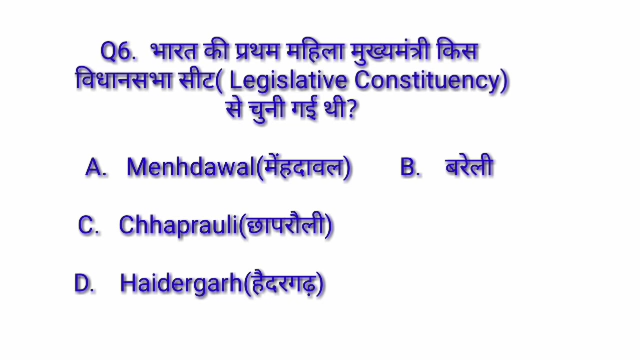 Q6. भारत की प्रथम महिला मुख्यमंत्री किस
विधानसभा सीट( Legislative Constituency)
से चुनी गई थी?
A. Menhdawal(मेंहदावल) B. बरेली
C. Chhaprauli(छापरौली)
D. Haidergarh(हैदरगढ़)